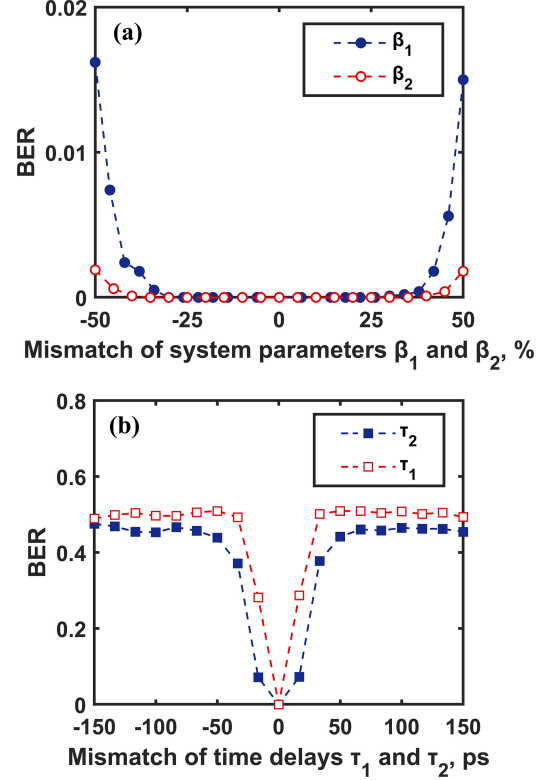 (a)
β1
β2
0.02
0.01
0
BER
-50 -25 0 25 50
Mismatch of system parameters β1 and β2, %
(b)
τ2
τ1
0.8
0.6
0.4
0.2
0
BER
-150 -100 -50 0 50 100 150
Mismatch of time delays τ1 and τ2, ps